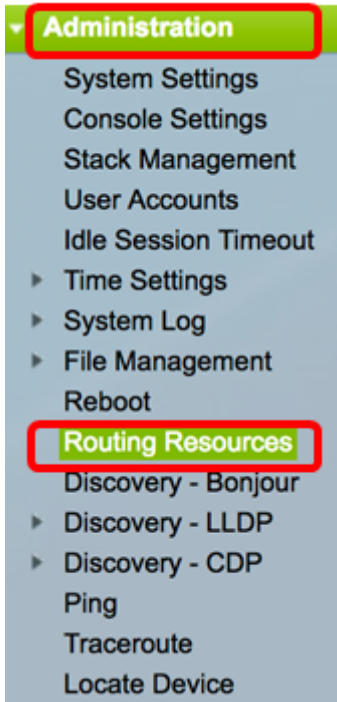 Administration
System Settings
Console Settings
Stack Management
User Accounts
Idle Session Timeout
Time Settings
System Log
File Management
Reboot
Routing Resources
Discovery - Bonjour
Discovery - LLDP
Discovery - CDP
Ping
Traceroute
Locate Device